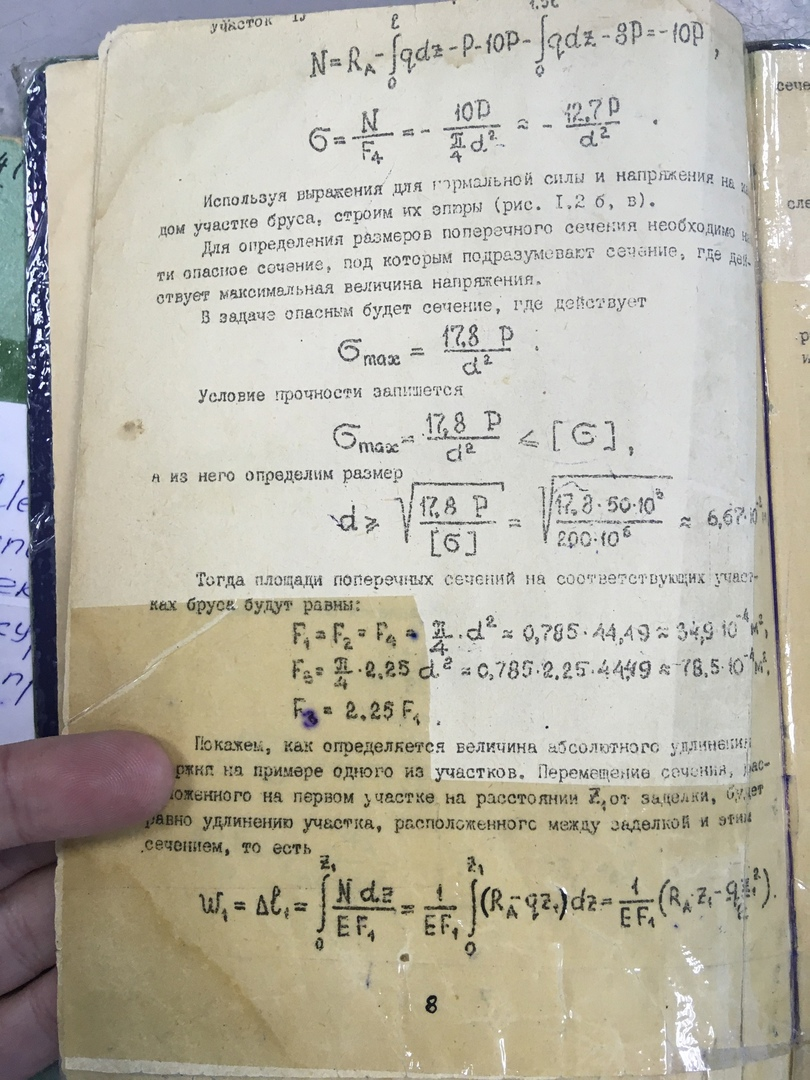 участок
N = R_A - ∫₀^ℓ qdz - P - 10P - ∫₀ qdz - 3P = -10P ,
σ = N/F₄ = - 10P/(π/4 d²) ≈ - 12,7P/d² .
Используя выражения для нормальной силы и напряжения на
дом участке бруса, строим их эпюры (рис. I.2 б, в).
Для определения размеров поперечного сечения необходимо
ти опасное сечение, под которым подразумевают сечение, где дей-
ствует максимальная величина напряжения.
В задаче опасным будет сечение, где действует
σ_max = 17,8 P/d² .
Условие прочности запишется
σ_max = 17,8 P/d² ≤ [σ] ,
а из него определим размер
d ≥ √(17,8 P/[σ]) = √(17,8·50·10³/200·10⁶) ≈ 6,67·10
Тогда площади поперечных сечений на соответствующих участ-
ках бруса будут равны:
F₁ = F₂ = F₄ = π/4 · d² ≈ 0,785·44,49 ≈ 34,9·10⁻⁴ м²,
F₃ = π/4 · 2,25 d² ≈ 0,785·2,25·44,49 ≈ 78,5·10⁻⁴ м².
F₃ = 2,25 F₁ .
Покажем, как определяется величина абсолютного удлинения
ержня на примере одного из участков. Перемещение сечения, рас-
ложенного на первом участке на расстоянии Z₁ от заделки, будет
равно удлинению участка, расположенного между заделкой и этим
сечением, то есть
W₁ = Δℓ₁ = ∫₀^z₁ N dz/EF₁ = 1/EF₁ ∫₀^z₁ (R_A - qz₁) dz = 1/EF₁ (R_A·z₁ - qz₁²/2).
8
сече
сле